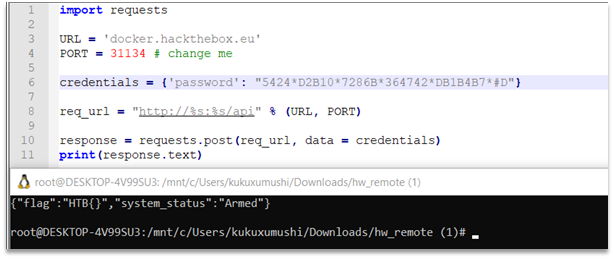 1 import requests
2
3 URL = 'docker.hackthebox.eu'
4 PORT = 31134 # change me
5
6 credentials = {'password': "5424*D2B10*7286B*364742*DB1B4B7*#D"}
7
8 req_url = "http://%s:%s/api" % (URL, PORT)
9
10 response = requests.post(req_url, data = credentials)
11 print(response.text)
root@DESKTOP-4V99SU3: /mnt/c/Users/kukuxumushi/Downloads/hw_remote (1)
{"flag":"HTB{}","system_status":"Armed"}
root@DESKTOP-4V99SU3:/mnt/c/Users/kukuxumushi/Downloads/hw_remote (1)#